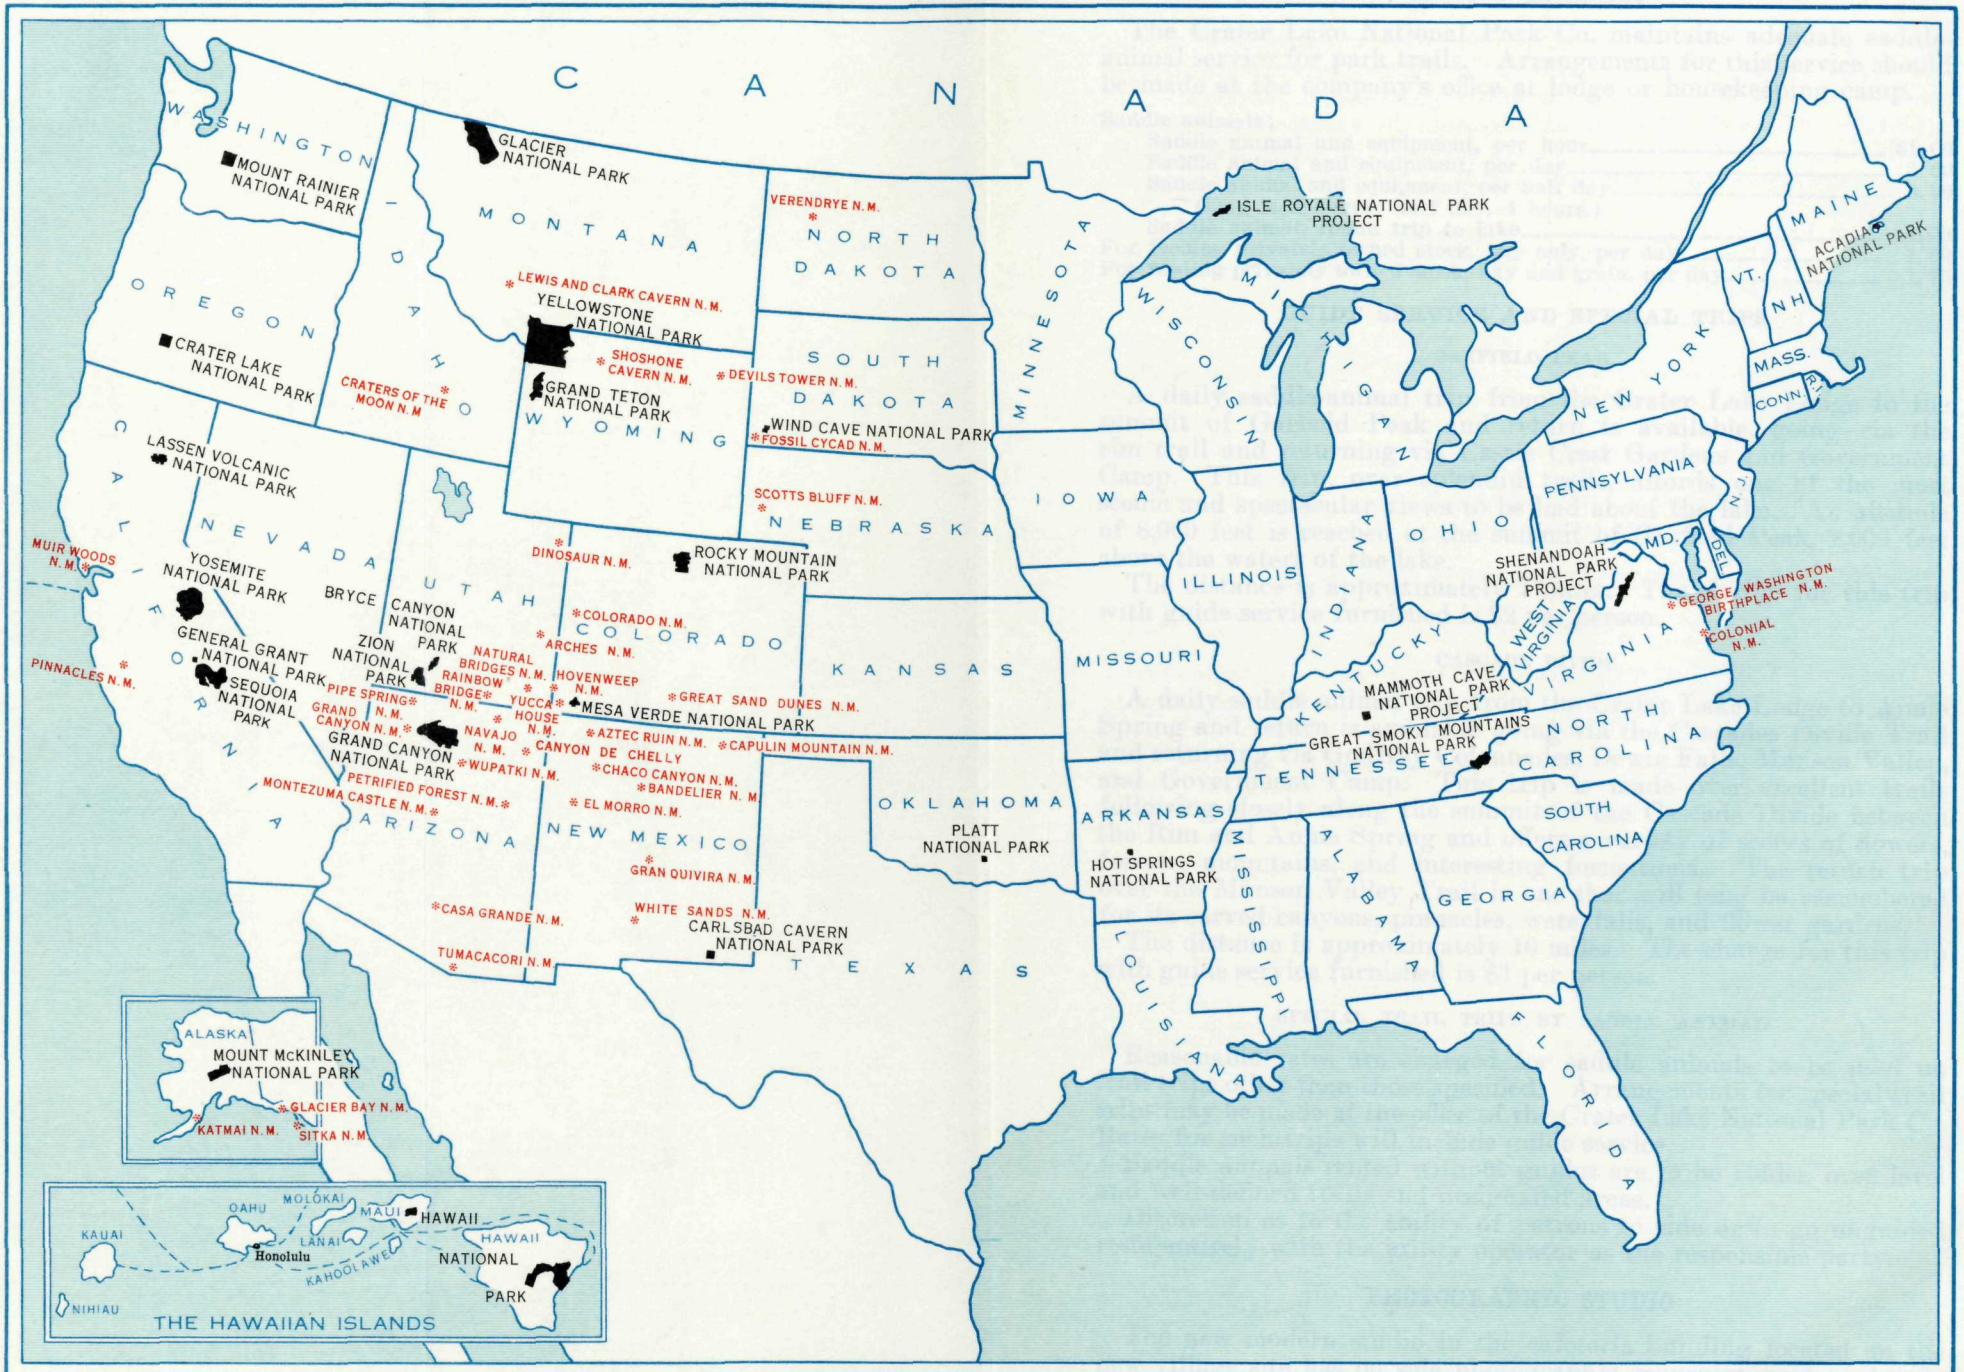 C A N A D A
WASHINGTON
MOUNT RAINIER
NATIONAL PARK
OREGON
CRATER LAKE
NATIONAL PARK
IDAHO
CRATERS OF THE
MOON N.M
GLACIER
NATIONAL PARK
MONTANA
LEWIS AND CLARK CAVERN N.M.
YELLOWSTONE
NATIONAL PARK
SHOSHONE
CAVERN N.M.
DEVILS TOWER N.M.
GRAND TETON
NATIONAL PARK
WYOMING
VERENDRYE N.M.
NORTH
DAKOTA
SOUTH
DAKOTA
WIND CAVE NATIONAL PARK
FOSSIL CYCAD N.M.
SCOTTS BLUFF N.M.
NEBRASKA
MINNESOTA
ISLE ROYALE NATIONAL PARK
PROJECT
WISCONSIN
MICHIGAN
IOWA
ILLINOIS
INDIANA
OHIO
PENNSYLVANIA
NEW YORK
VT.
N.H.
MAINE
ACADIA
NATIONAL PARK
MASS.
R.I.
CONN.
N.J.
MD.
DEL.
SHENANDOAH
NATIONAL PARK
PROJECT
WEST
VIRGINIA
VIRGINIA
GEORGE WASHINGTON
BIRTHPLACE N.M.
COLONIAL
N.M.
CALIFORNIA
LASSEN VOLCANIC
NATIONAL PARK
NEVADA
MUIR WOODS
N.M.
YOSEMITE
NATIONAL PARK
GENERAL GRANT
NATIONAL PARK
SEQUOIA
NATIONAL
PARK
PINNACLES N.M.
UTAH
BRYCE CANYON
NATIONAL
PARK
ZION
NATIONAL
PARK
DINOSAUR N.M.
ROCKY MOUNTAIN
NATIONAL PARK
COLORADO N.M.
COLORADO
ARCHES N.M.
NATURAL
BRIDGES N.M.
HOVENWEEP
N.M.
RAINBOW
BRIDGE
N.M.
YUCCA
HOUSE
N.M.
GREAT SAND DUNES N.M.
MESA VERDE NATIONAL PARK
PIPE SPRING
N.M.
GRAND
CANYON N.M.
GRAND CANYON
NATIONAL PARK
NAVAJO
N.M.
AZTEC RUIN N.M.
CAPULIN MOUNTAIN N.M.
CANYON DE CHELLY
WUPATKI N.M.
CHACO CANYON N.M.
BANDELIER N.M.
PETRIFIED FOREST N.M.
MONTEZUMA CASTLE N.M.
EL MORRO N.M.
ARIZONA
NEW MEXICO
GRAN QUIVIRA N.M.
CASA GRANDE N.M.
WHITE SANDS N.M.
CARLSBAD CAVERN
NATIONAL PARK
TUMACACORI N.M.
KANSAS
MISSOURI
KENTUCKY
MAMMOTH CAVE
NATIONAL PARK
PROJECT
GREAT SMOKY MOUNTAINS
NATIONAL PARK
TENNESSEE
NORTH
CAROLINA
SOUTH
CAROLINA
OKLAHOMA
PLATT
NATIONAL PARK
ARKANSAS
HOT SPRINGS
NATIONAL PARK
TEXAS
LOUISIANA
MISSISSIPPI
ALABAMA
GEORGIA
FLORIDA
ALASKA
MOUNT McKINLEY
NATIONAL PARK
GLACIER BAY N.M.
KATMAI N.M.
SITKA N.M.
KAUAI
NIHIAU
OAHU
Honolulu
MOLOKAI
LANAI
MAUI
KAHOOLAWE
HAWAII
HAWAII
NATIONAL
PARK
THE HAWAIIAN ISLANDS